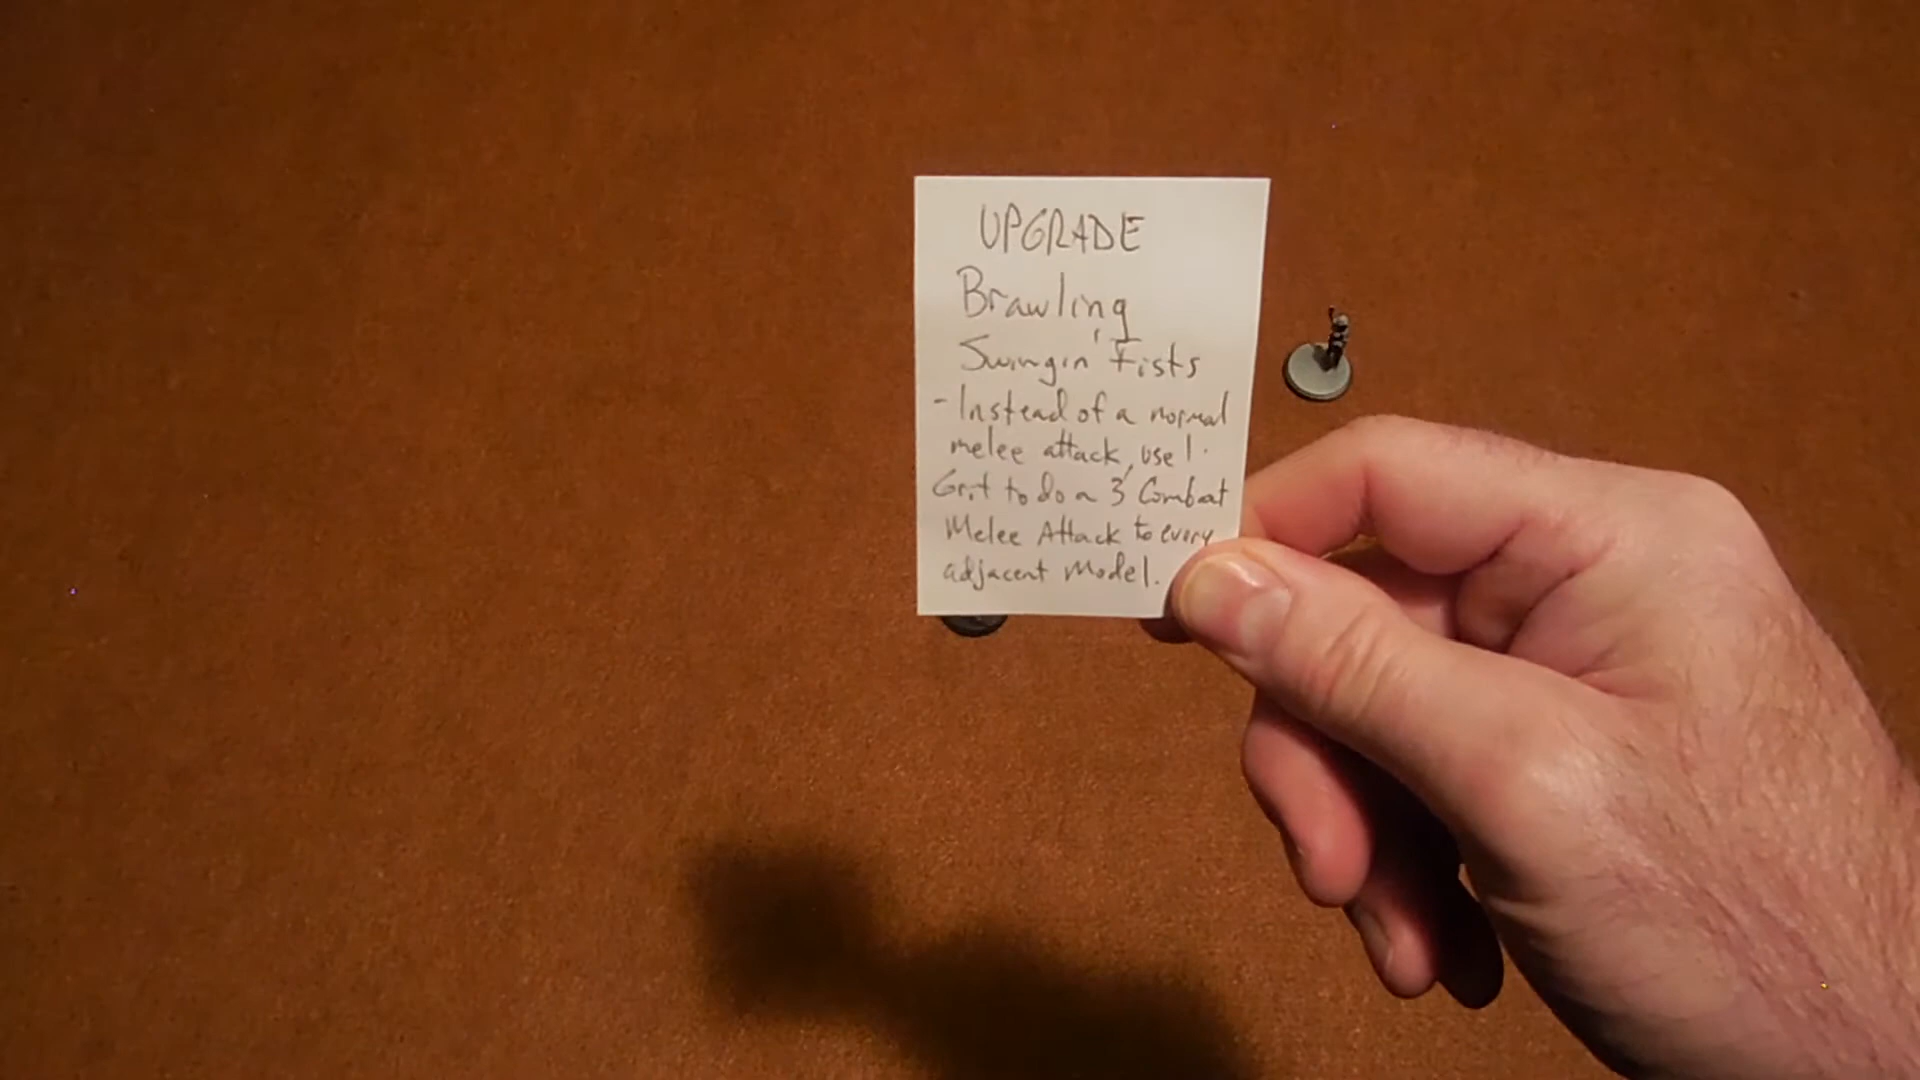 UPGRADE
Brawling
Swingin' Fists
- Instead of a normal
melee attack, use 1
Grit to do a 3 Combat
Melee Attack to every
adjacent Model.